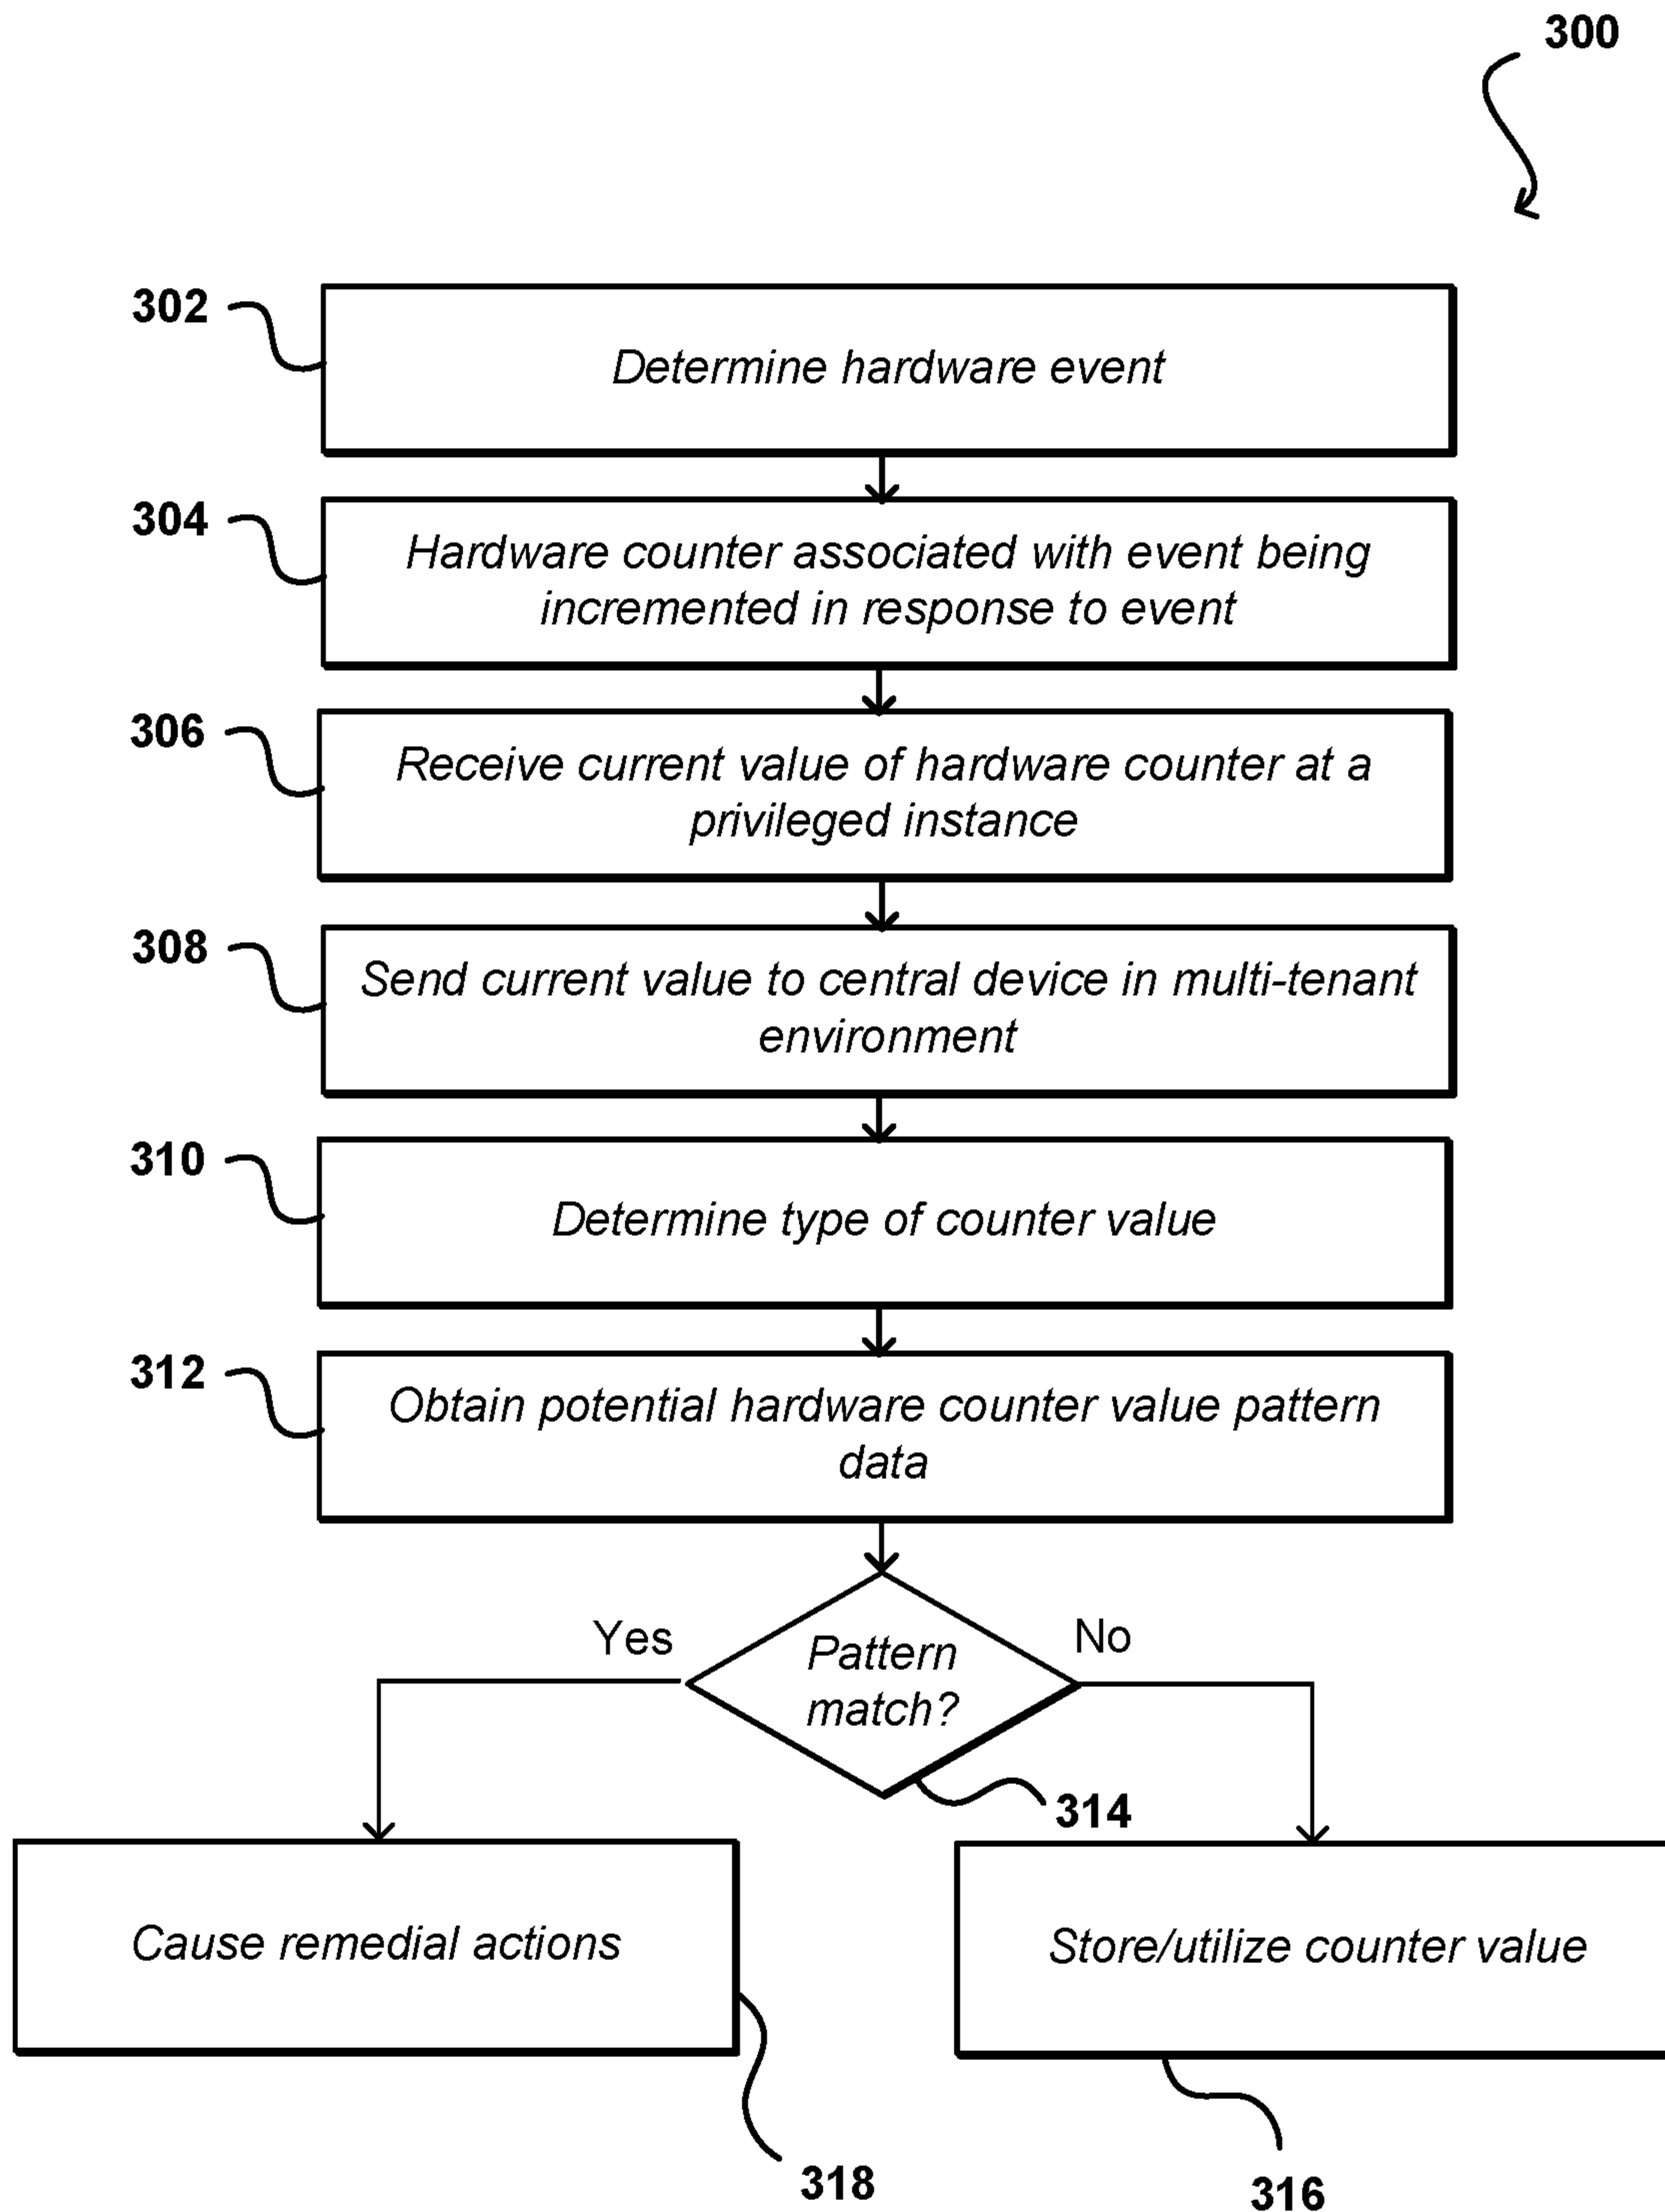 300
302
Determine hardware event
304
Hardware counter associated with event being
incremented in response to event
306
Receive current value of hardware counter at a
privileged instance
308
Send current value to central device in multi-tenant
environment
310
Determine type of counter value
312
Obtain potential hardware counter value pattern
data
Yes
Pattern
match?
No
314
Cause remedial actions
Store/utilize counter value
318
316